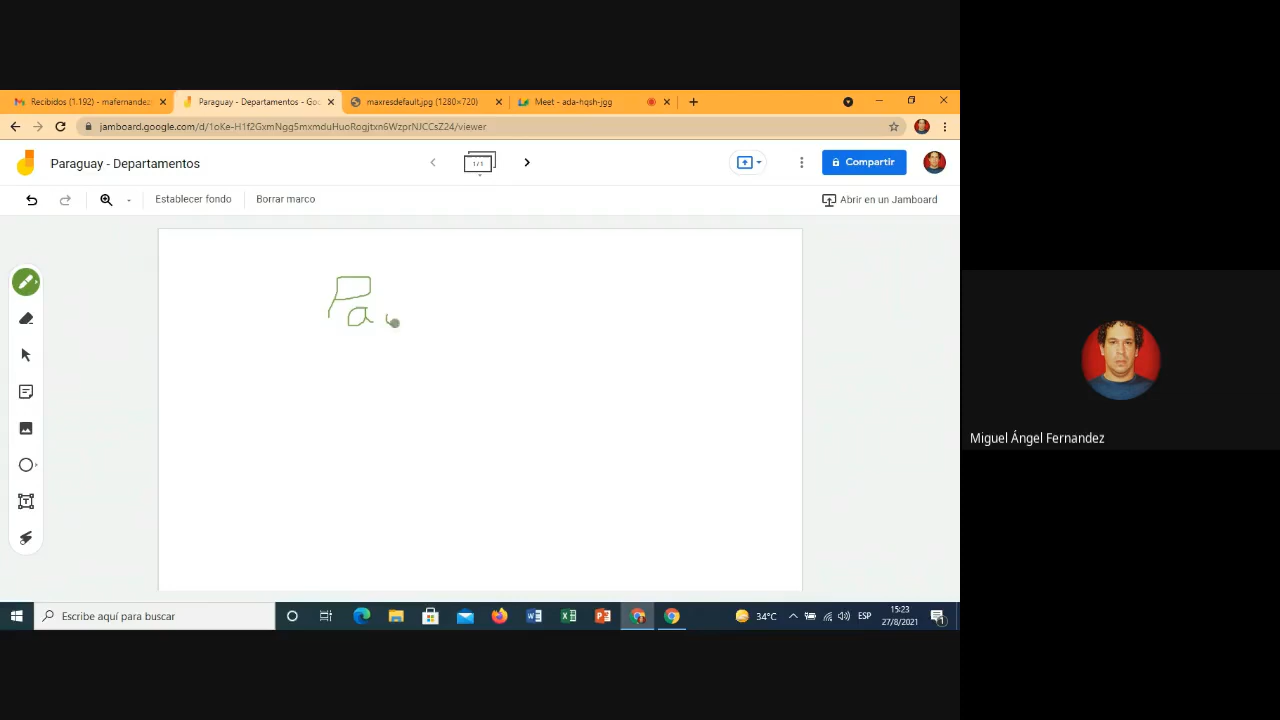 Recibidos (1.192) - mafernandez
Paraguay - Departamentos - Goo
maxresdefault.jpg (1280×720)
Meet - ada-hqsh-jgg
jamboard.google.com/d/1oKe-H1f2GxmNgg5mxmduHuoRogjtxn6WzprNJCCsZ24/viewer
Paraguay - Departamentos
1/1
Compartir
Establecer fondo
Borrar marco
Abrir en un Jamboard
Pa
Miguel Ángel Fernandez
Escribe aquí para buscar
34°C
ESP
15:23
27/8/2021
1